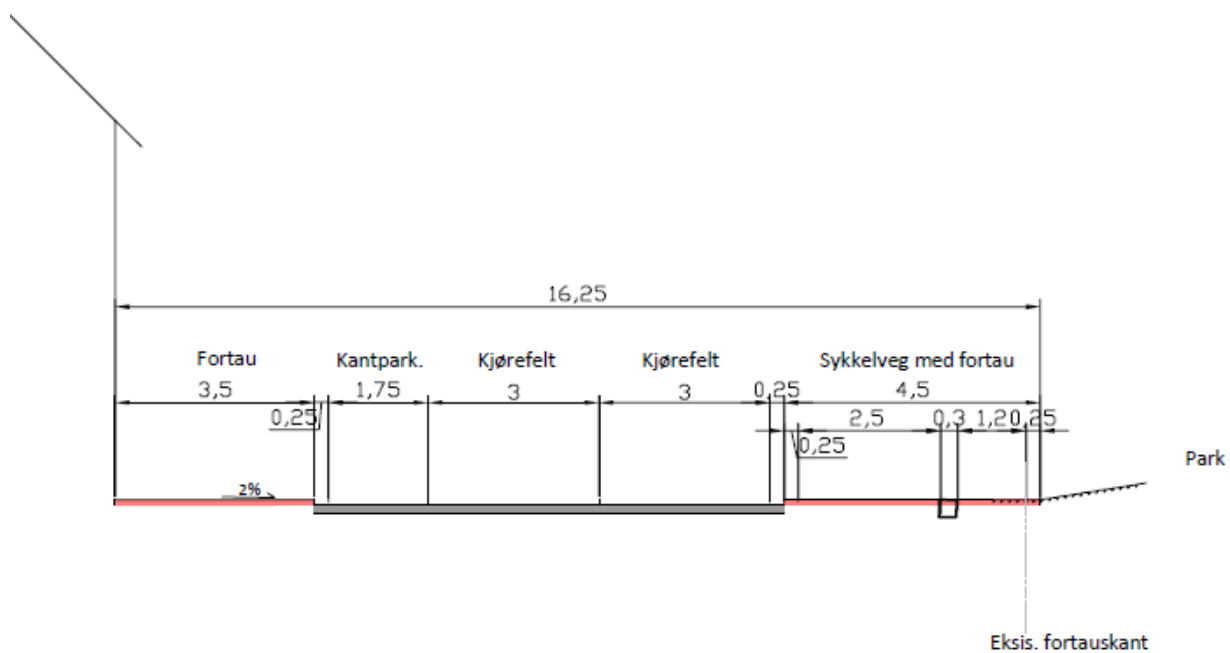 16,25
Fortau Kantpark. Kjørefelt Kjørefelt Sykkelveg med fortau
3,5 1,75 3 3 0,25 4,5
0,25 2,5 0,3 1,20 0,25
0,25
Park
2%
Eksis. fortauskant